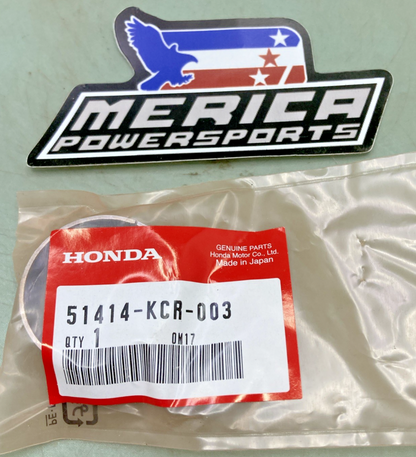 MERICA
POWERSPORTS
HONDA
GENUINE PARTS
Honda Motor Co., Ltd.
Made in Japan
51414-KCR-003
QTY 1 0M17